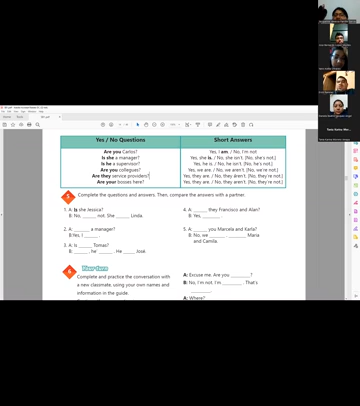 Yes / No Questions Short Answers
Are you Carlos? Yes, I am. / No, I'm not
Is she a manager? Yes, she is. / No, she isn't. (No, she's not.)
Is he a supervisor? Yes, he is. / No, he isn't. (No, he's not.)
Are you collegues? Yes, we are. / No, we aren't. (No, we're not.)
Are they service providers? Yes, they are. / No, they aren't. (No, they're not.)
Are your bosses here? Yes, they are. / No, they aren't. (No, they're not.)
Complete the questions and answers. Then, compare the answers with a partner.
1. A: Is she Jessica?
B: No, ______ not. She ______ Linda.
2. A: ______ a manager?
B: Yes, I ______.
3. A: Is ______ Tomas?
B: ______ he ______. He ______ José.
4. A: ______ they Francisco and Alan?
B: Yes, ______.
5. A: ______ you Marcela and Karla?
B: No, we ______. ______ Maria
and Camila.
6. Your turn
Complete and practice the conversation with
a new classmate, using your own names and
information in the guide.
A: Excuse me. Are you ______?
B: No, I'm not. I'm ______. That's
______.
A: Where?